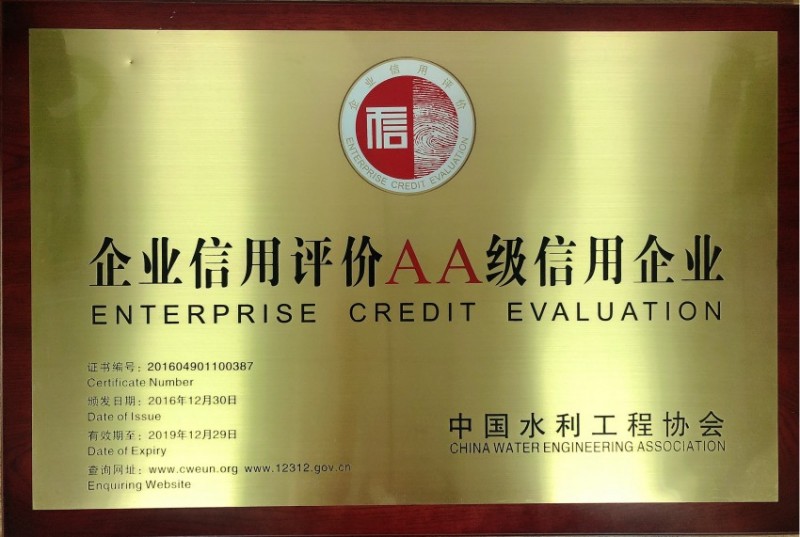 企业信用评价
信
ENTERPRISE CREDIT EVALUATION
企业信用评价AA级信用企业
ENTERPRISE CREDIT EVALUATION
证书编号：201604901100387
Certificate Number
颁发日期：2016年12月30日
Date of Issue
有效期至：2019年12月29日
Date of Expiry
查询网址：www.cweun.org www.12312.gov.cn
Enquiring Website
中国水利工程协会
CHINA WATER ENGINEERING ASSOCIATION